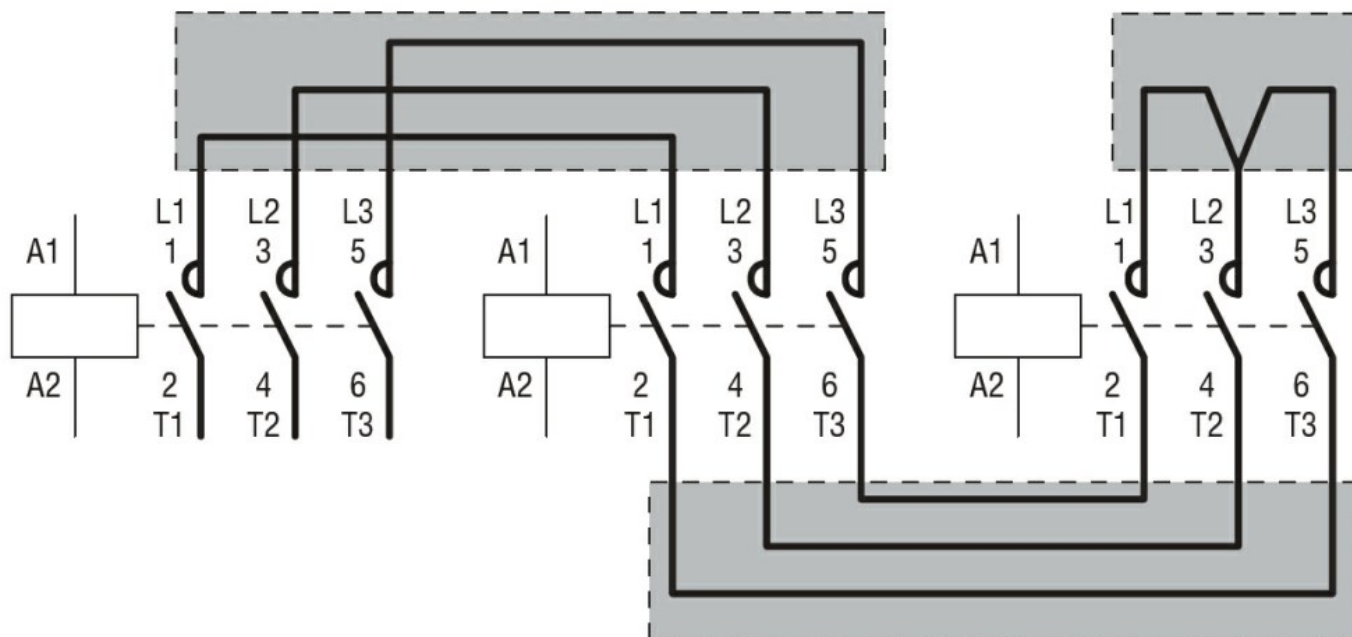 L1 L2 L3 L1 L2 L3 L1 L2 L3
A1 1 3 5 A1 1 3 5 A1 1 3 5
A2 2 4 6 A2 2 4 6 A2 2 4 6
T1 T2 T3 T1 T2 T3 T1 T2 T3